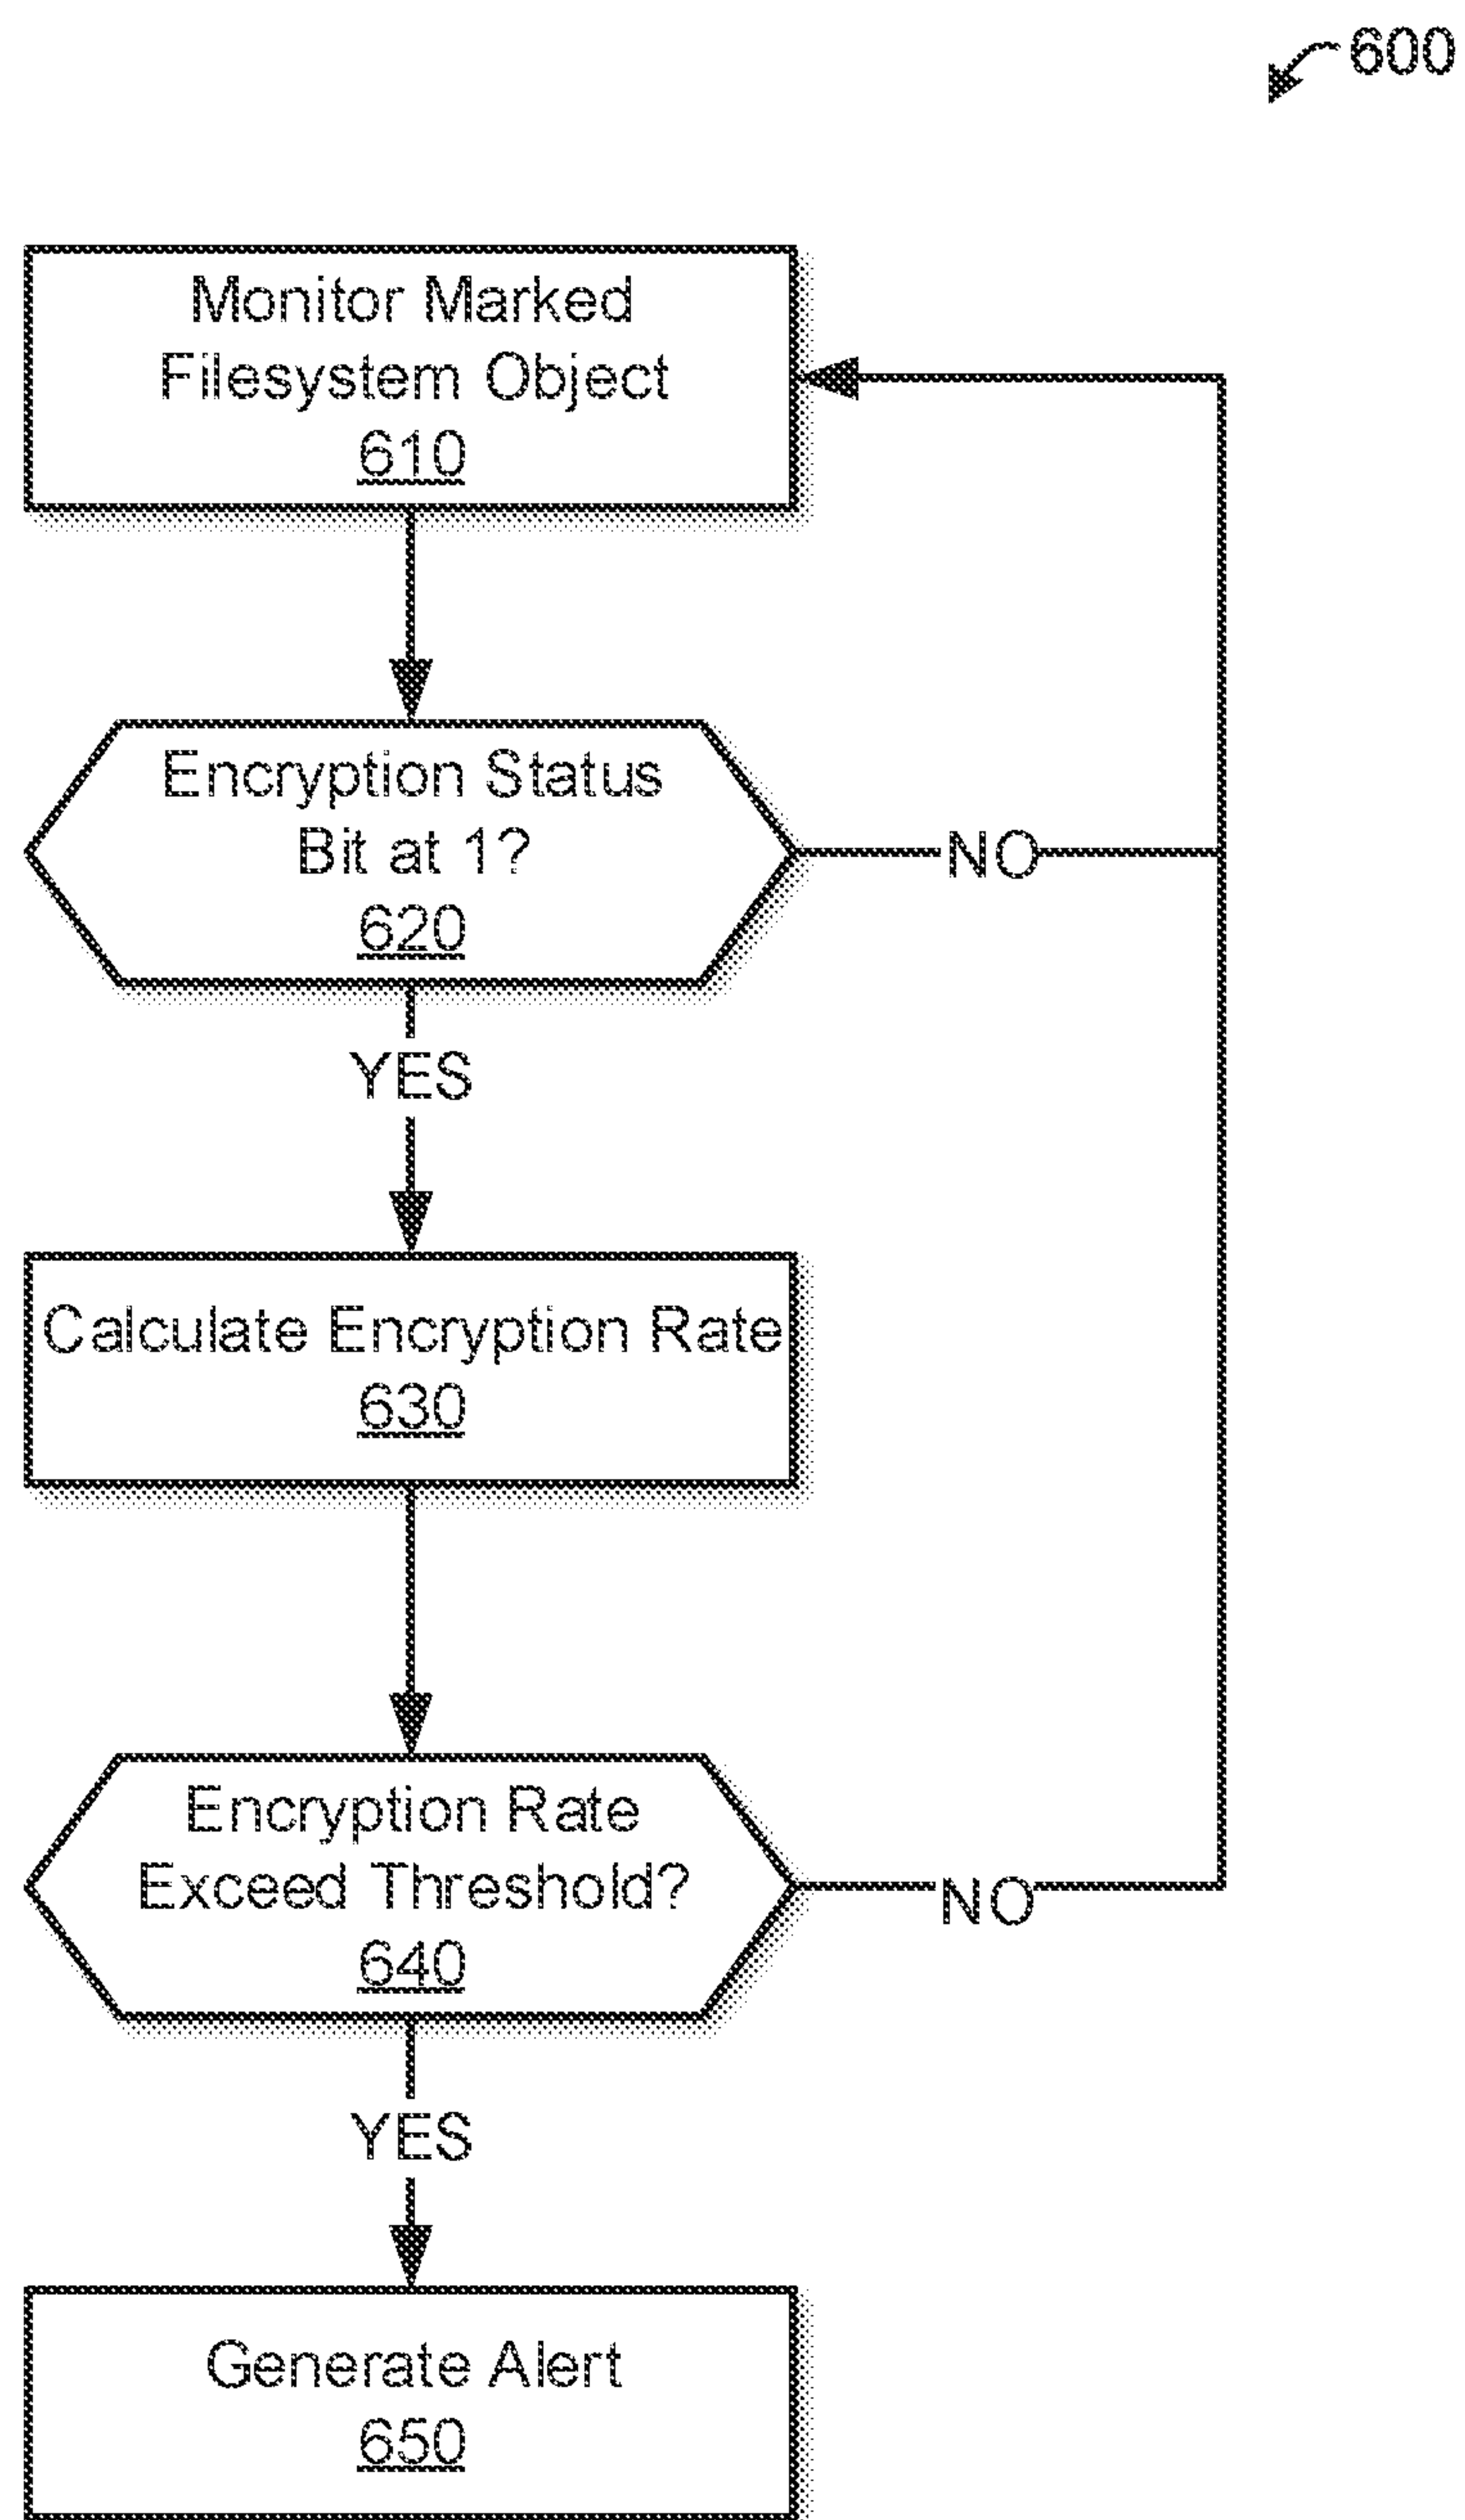 600
Monitor Marked
Filesystem Object
610
Encryption Status
Bit at 1?
620
NO
YES
Calculate Encryption Rate
630
Encryption Rate
Exceed Threshold?
640
NO
YES
Generate Alert
650